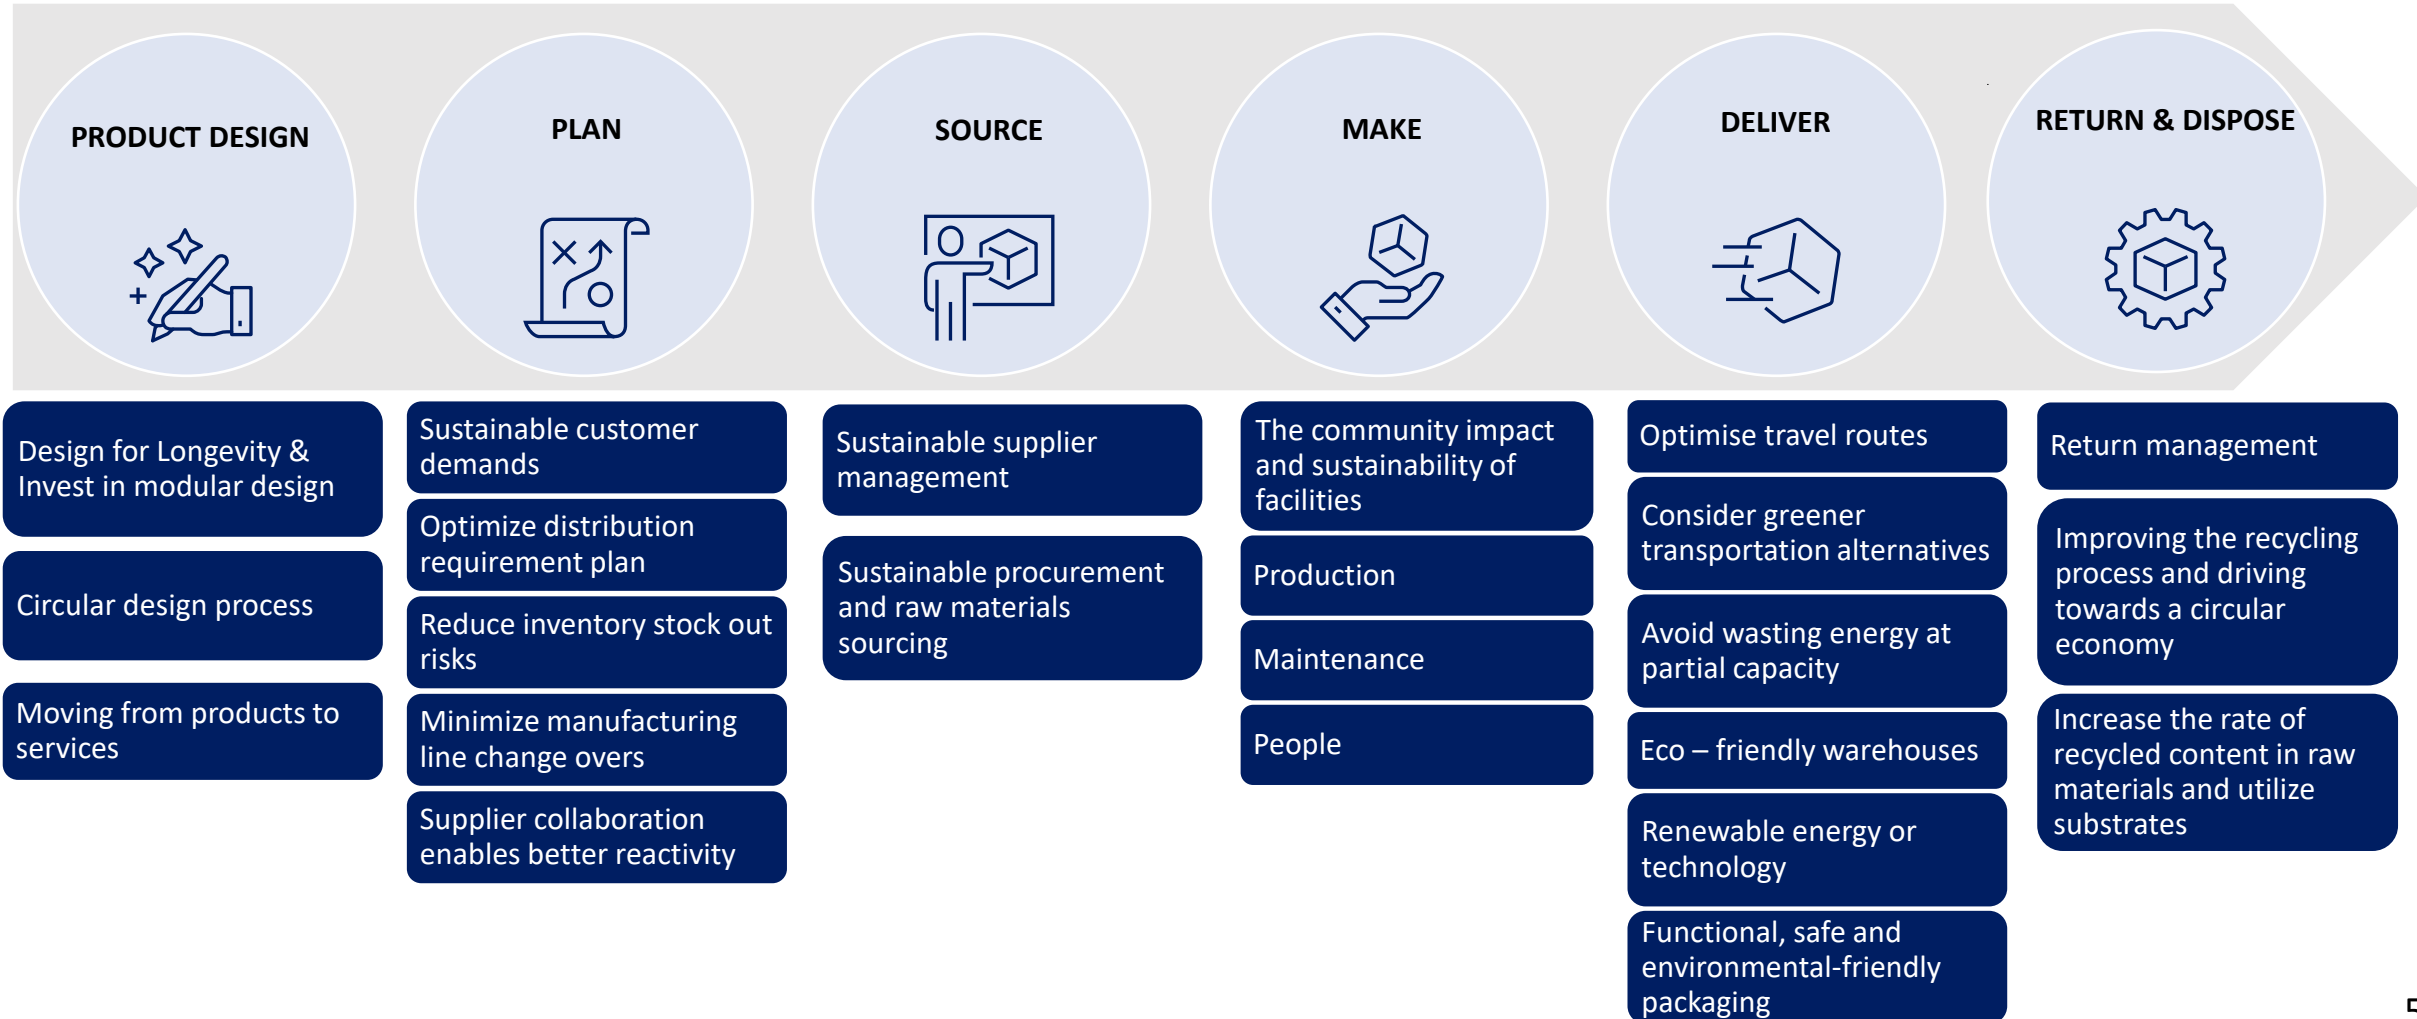 PRODUCT DESIGN
PLAN
SOURCE
MAKE
DELIVER
RETURN & DISPOSE
Design for Longevity &
Invest in modular design
Circular design process
Moving from products to
services
Sustainable customer
demands
Optimize distribution
requirement plan
Reduce inventory stock out
risks
Minimize manufacturing
line change overs
Supplier collaboration
enables better reactivity
Sustainable supplier
management
Sustainable procurement
and raw materials
sourcing
The community impact
and sustainability of
facilities
Production
Maintenance
People
Optimise travel routes
Consider greener
transportation alternatives
Avoid wasting energy at
partial capacity
Eco – friendly warehouses
Renewable energy or
technology
Functional, safe and
environmental-friendly
packaging
Return management
Improving the recycling
process and driving
towards a circular
economy
Increase the rate of
recycled content in raw
materials and utilize
substrates